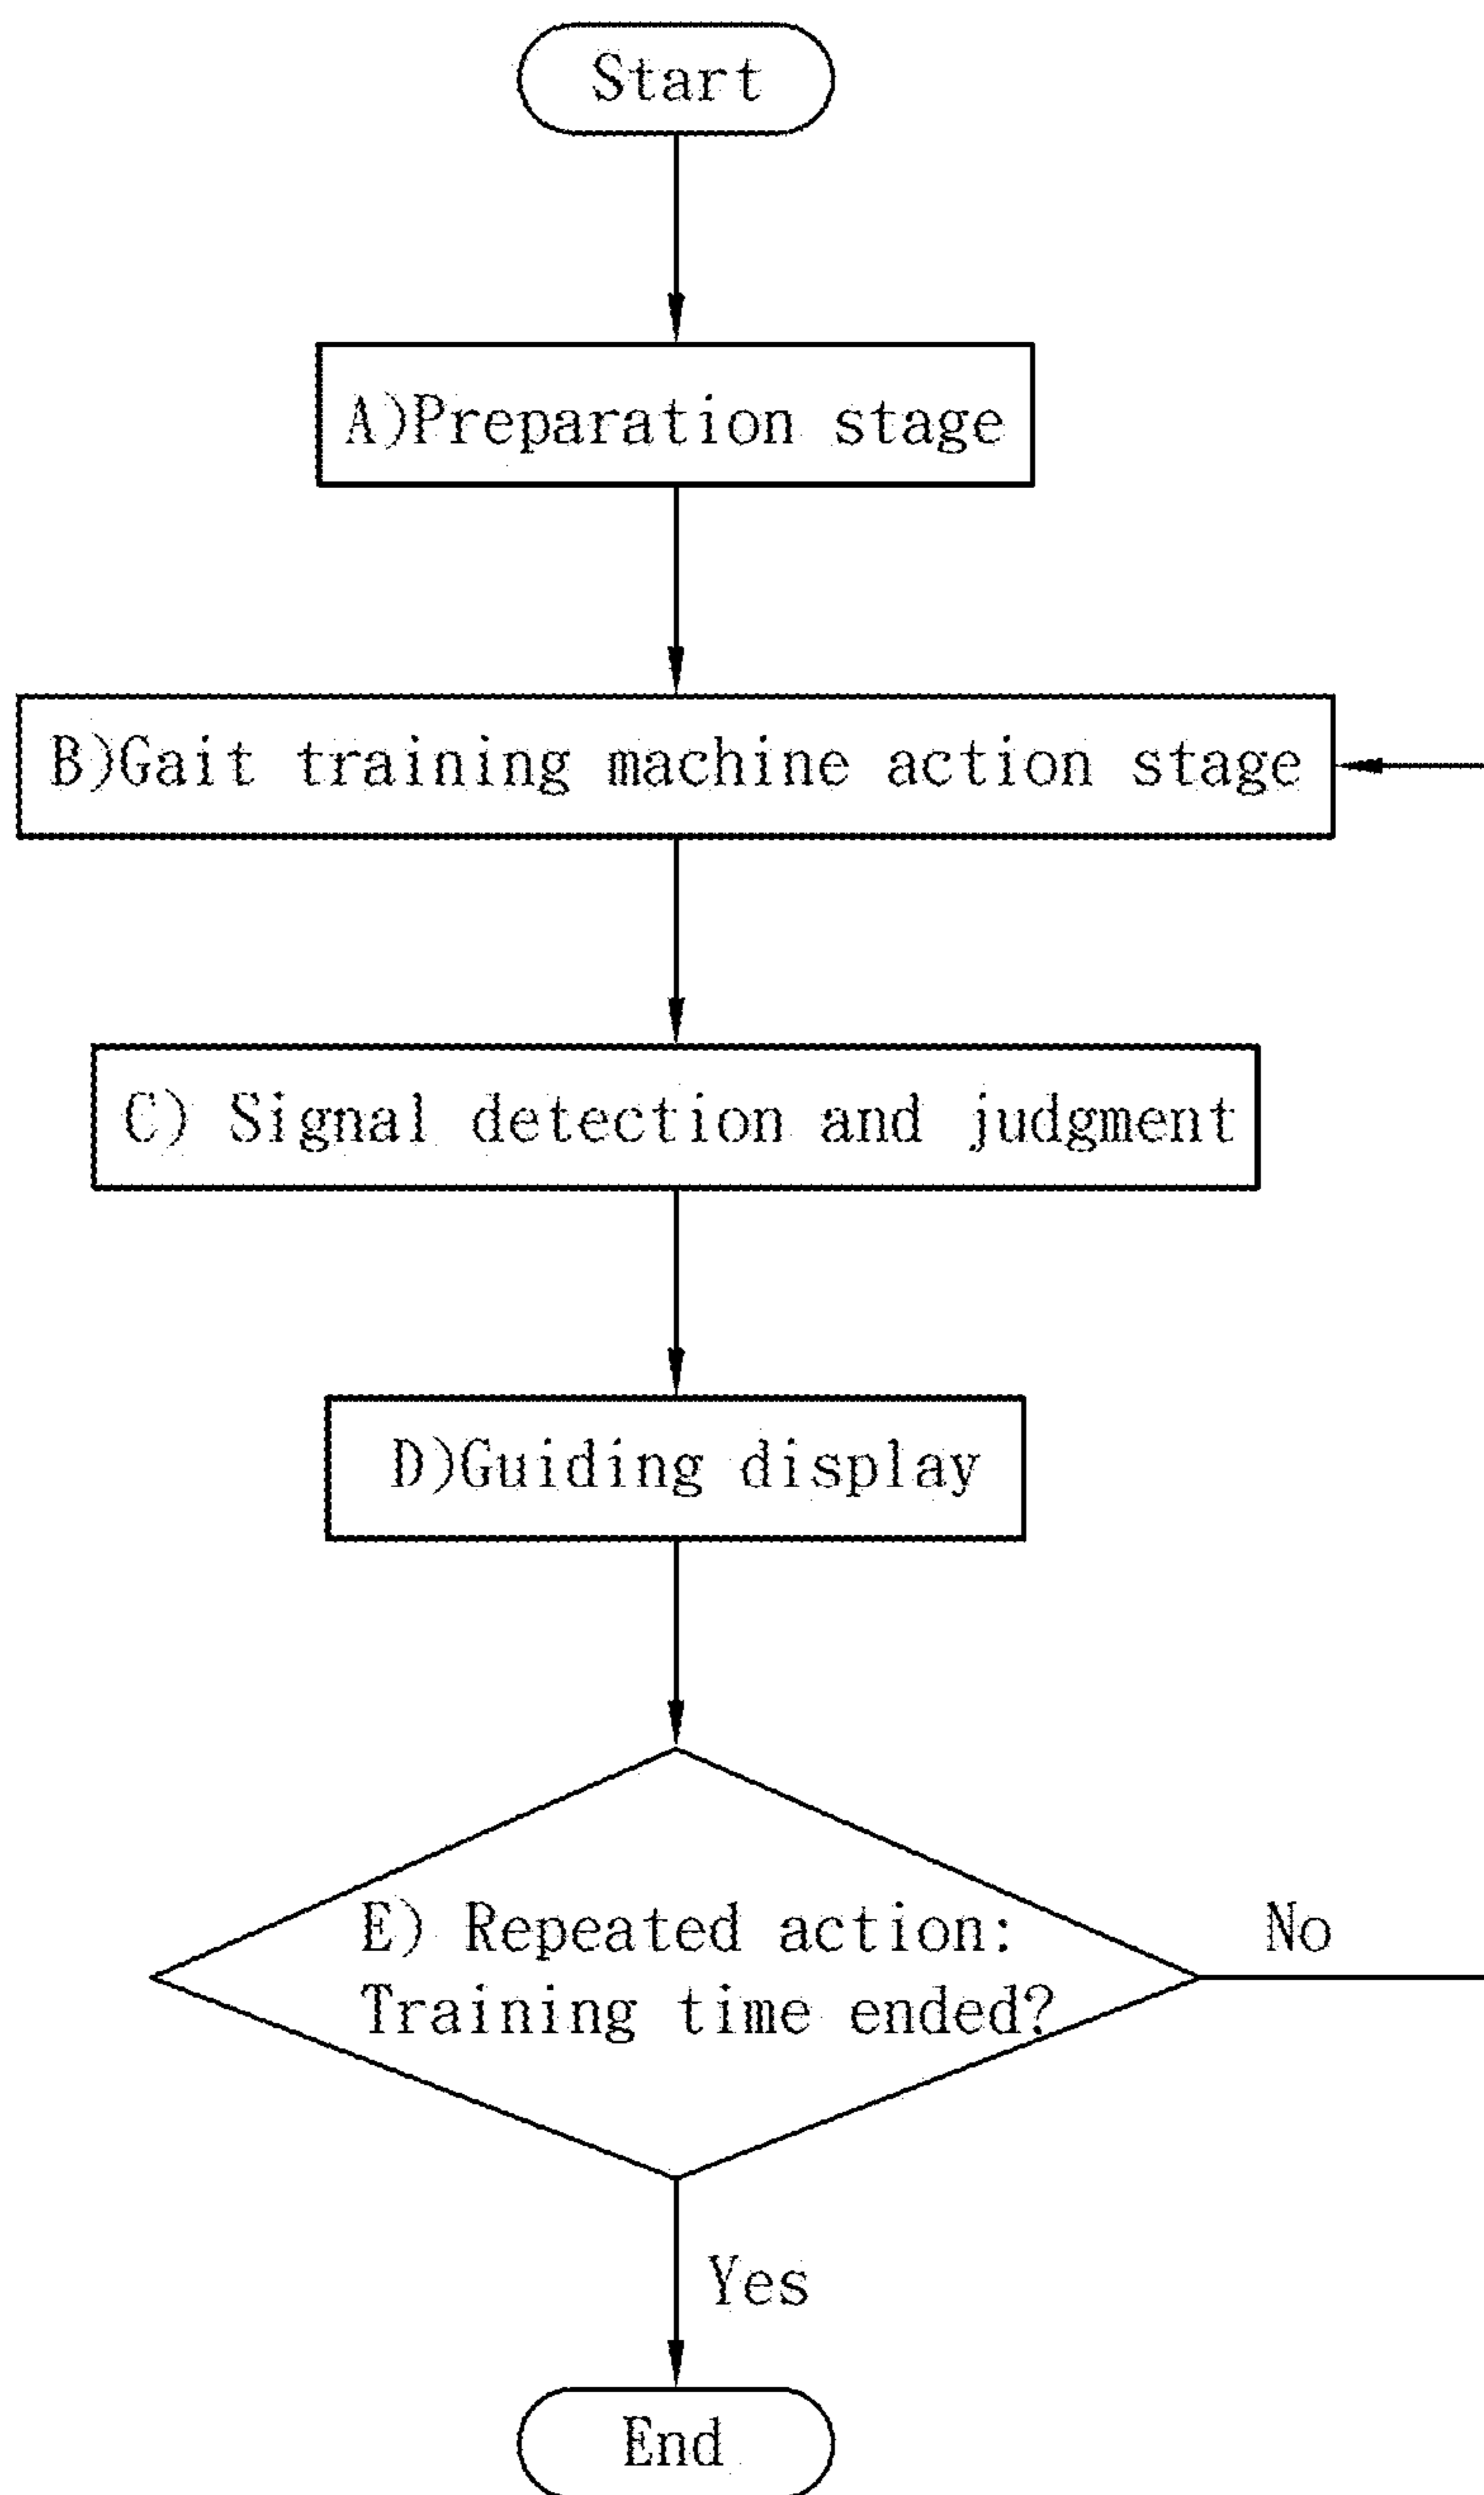 Start
A)Preparation stage
B)Gait training machine action stage
C) Signal detection and judgment
D)Guiding display
E) Repeated action:
Training time ended?
No
Yes
End